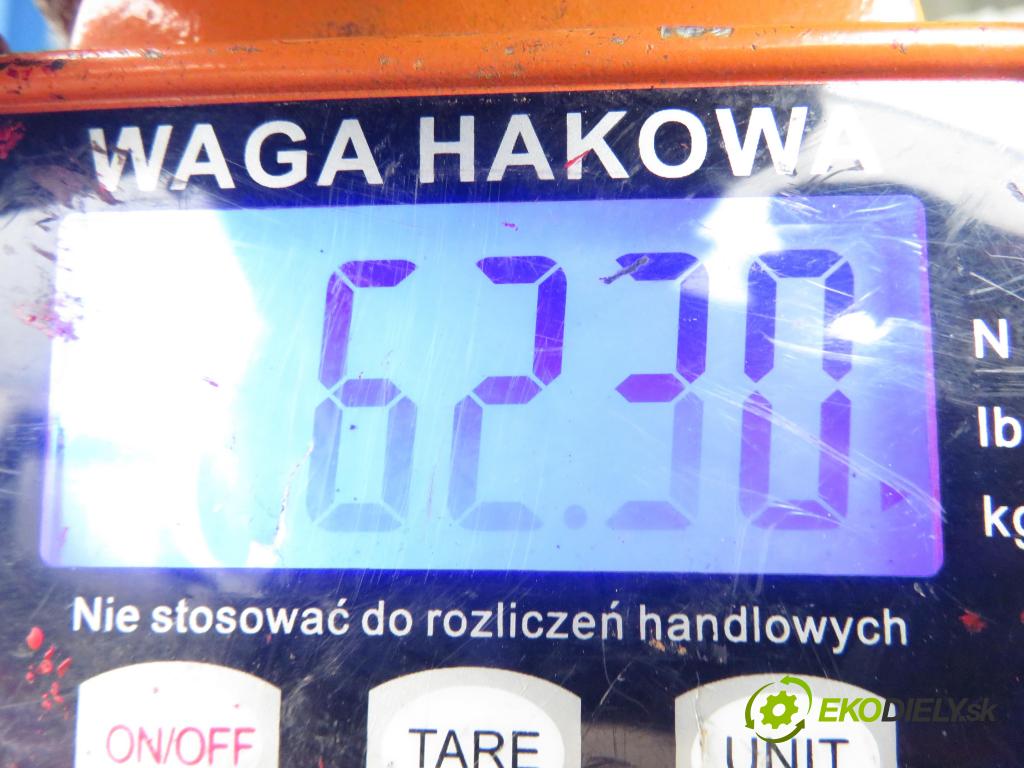 WAGA HAKOWA
62.30
N
lb
kg
Nie stosować do rozliczeń handlowych
ON/OFF
TARE
UNIT
EKODIELY.sk